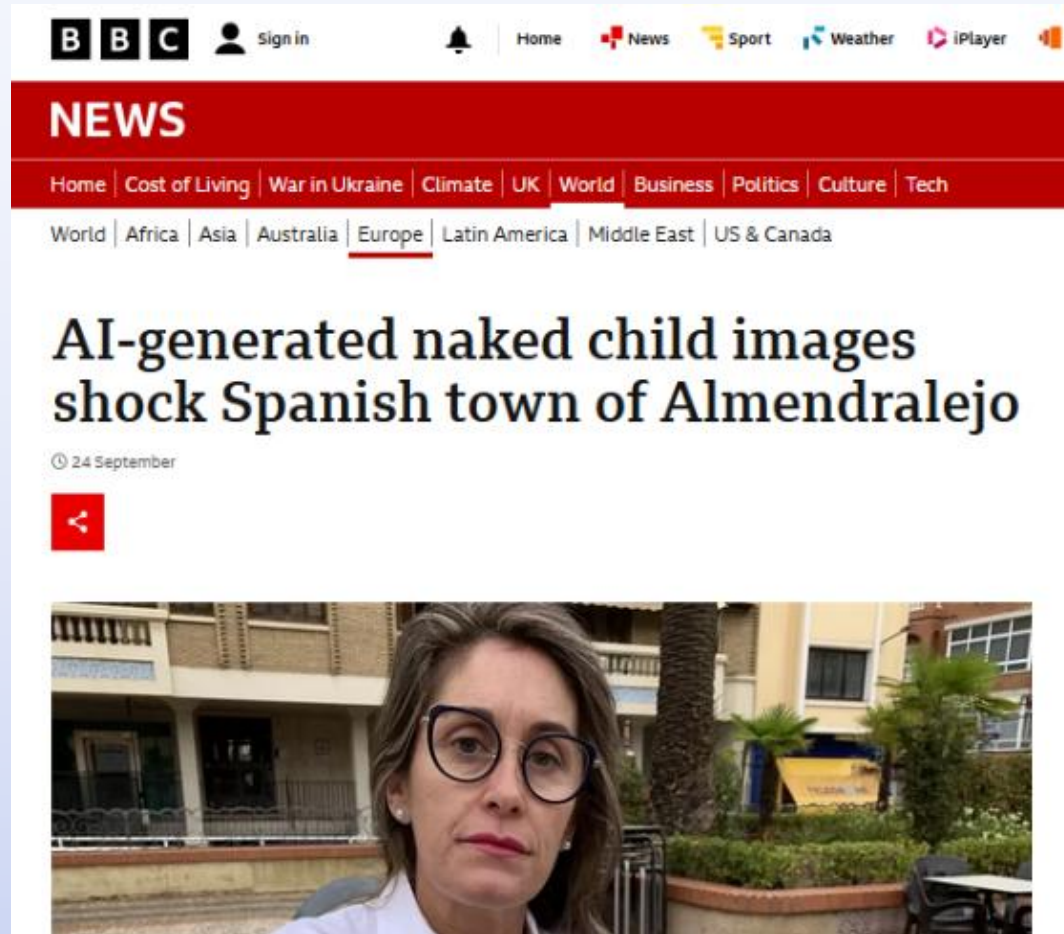 BBC Sign in Home News Sport Weather iPlayer
NEWS
Home Cost of Living War in Ukraine Climate UK World Business Politics Culture Tech
World Africa Asia Australia Europe Latin America Middle East US & Canada
AI-generated naked child images
shock Spanish town of Almendralejo
24 September